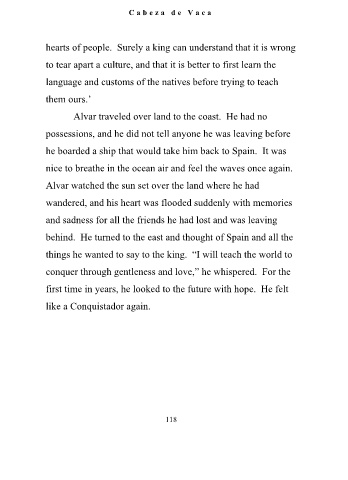 Cabeza de Vaca
hearts of people. Surely a king can understand that it is wrong
to tear apart a culture, and that it is better to first learn the
language and customs of the natives before trying to teach
them ours.'
Alvar traveled over land to the coast. He had no
possessions, and he did not tell anyone he was leaving before
he boarded a ship that would take him back to Spain. It was
nice to breathe in the ocean air and feel the waves once again.
Alvar watched the sun set over the land where he had
wandered, and his heart was flooded suddenly with memories
and sadness for all the friends he had lost and was leaving
behind. He turned to the east and thought of Spain and all the
things he wanted to say to the king. “I will teach the world to
conquer through gentleness and love,” he whispered. For the
first time in years, he looked to the future with hope. He felt
like a Conquistador again.
118